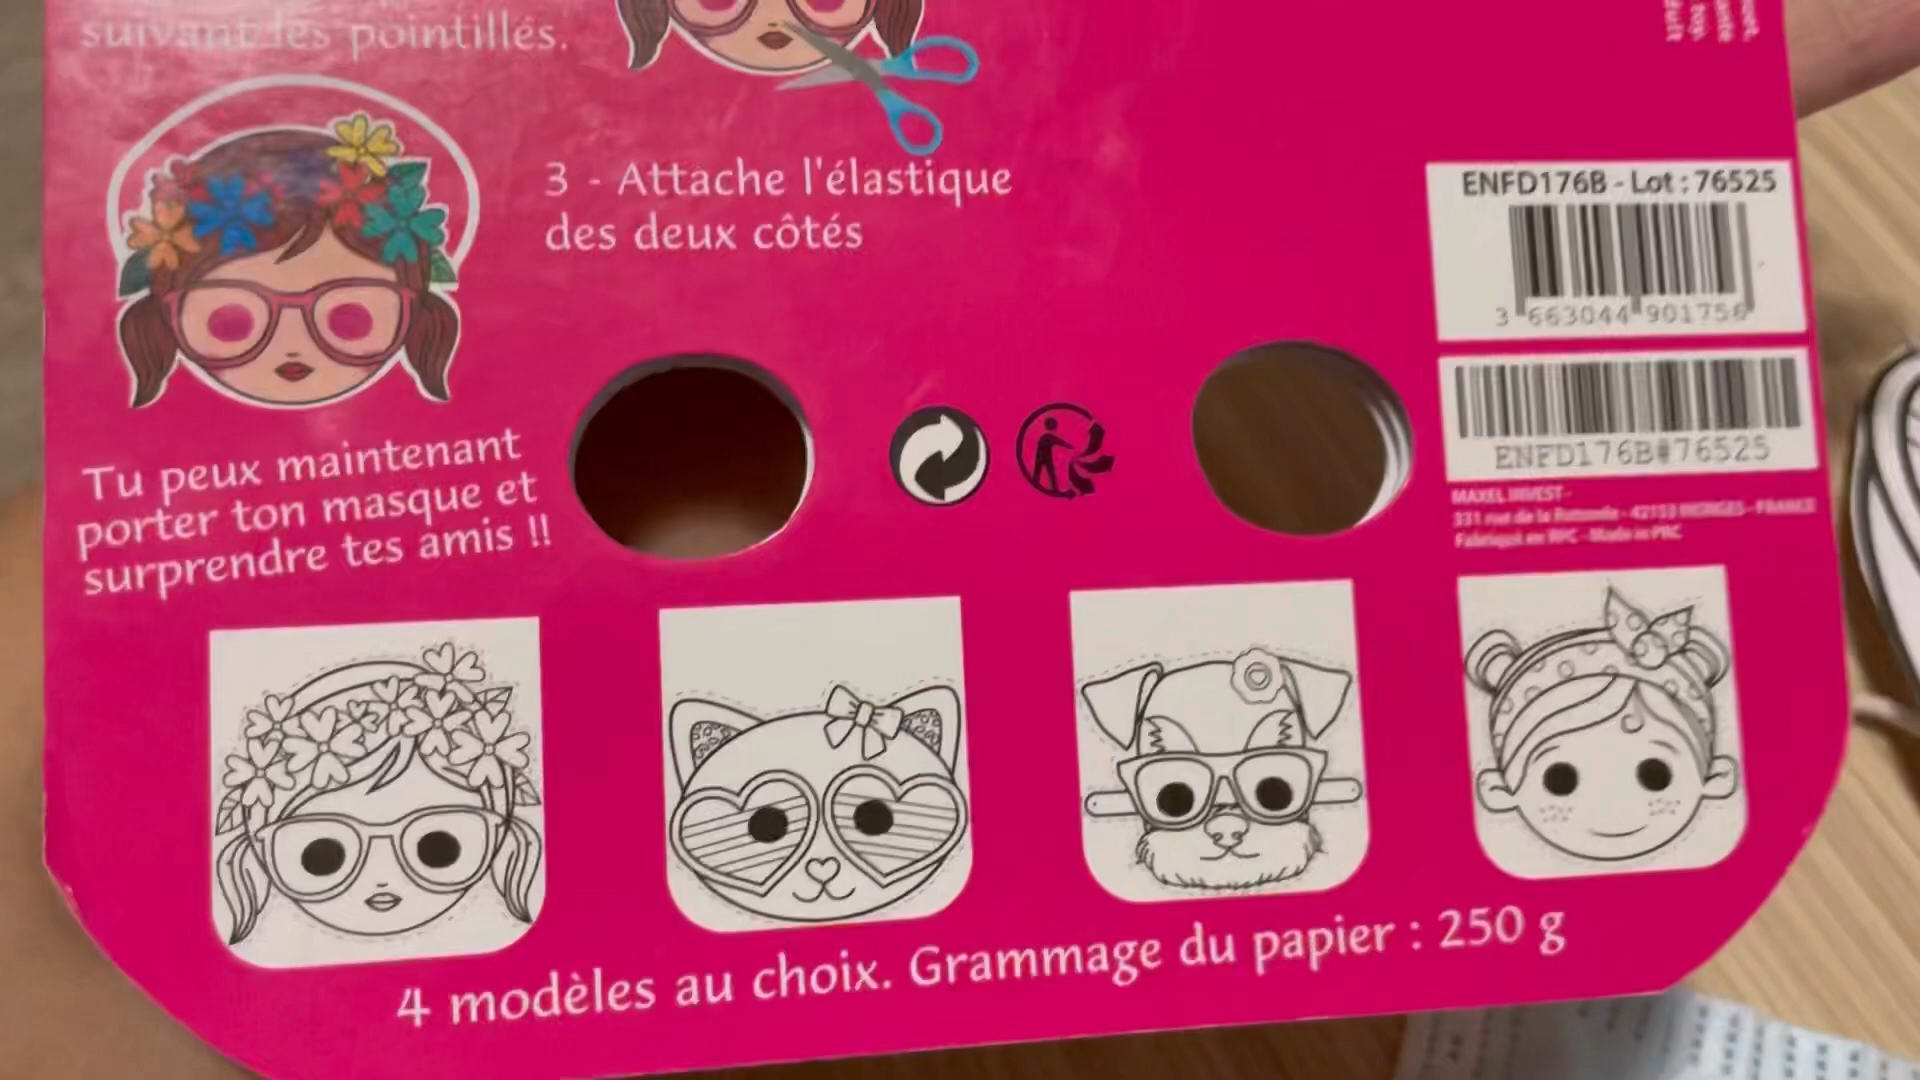 suivant les pointillés.
3 - Attache l'élastique
des deux côtés
Tu peux maintenant
porter ton masque et
surprendre tes amis !!
ENFD176B - Lot : 76525
3 663044 901756
ENFD176B#76525
MAXEL INVEST-
331 rue de la Rotonde - 42153 RIORGES - FRANCE
Fabriqué en RPC - Made in PRC
4 modèles au choix. Grammage du papier : 250 g